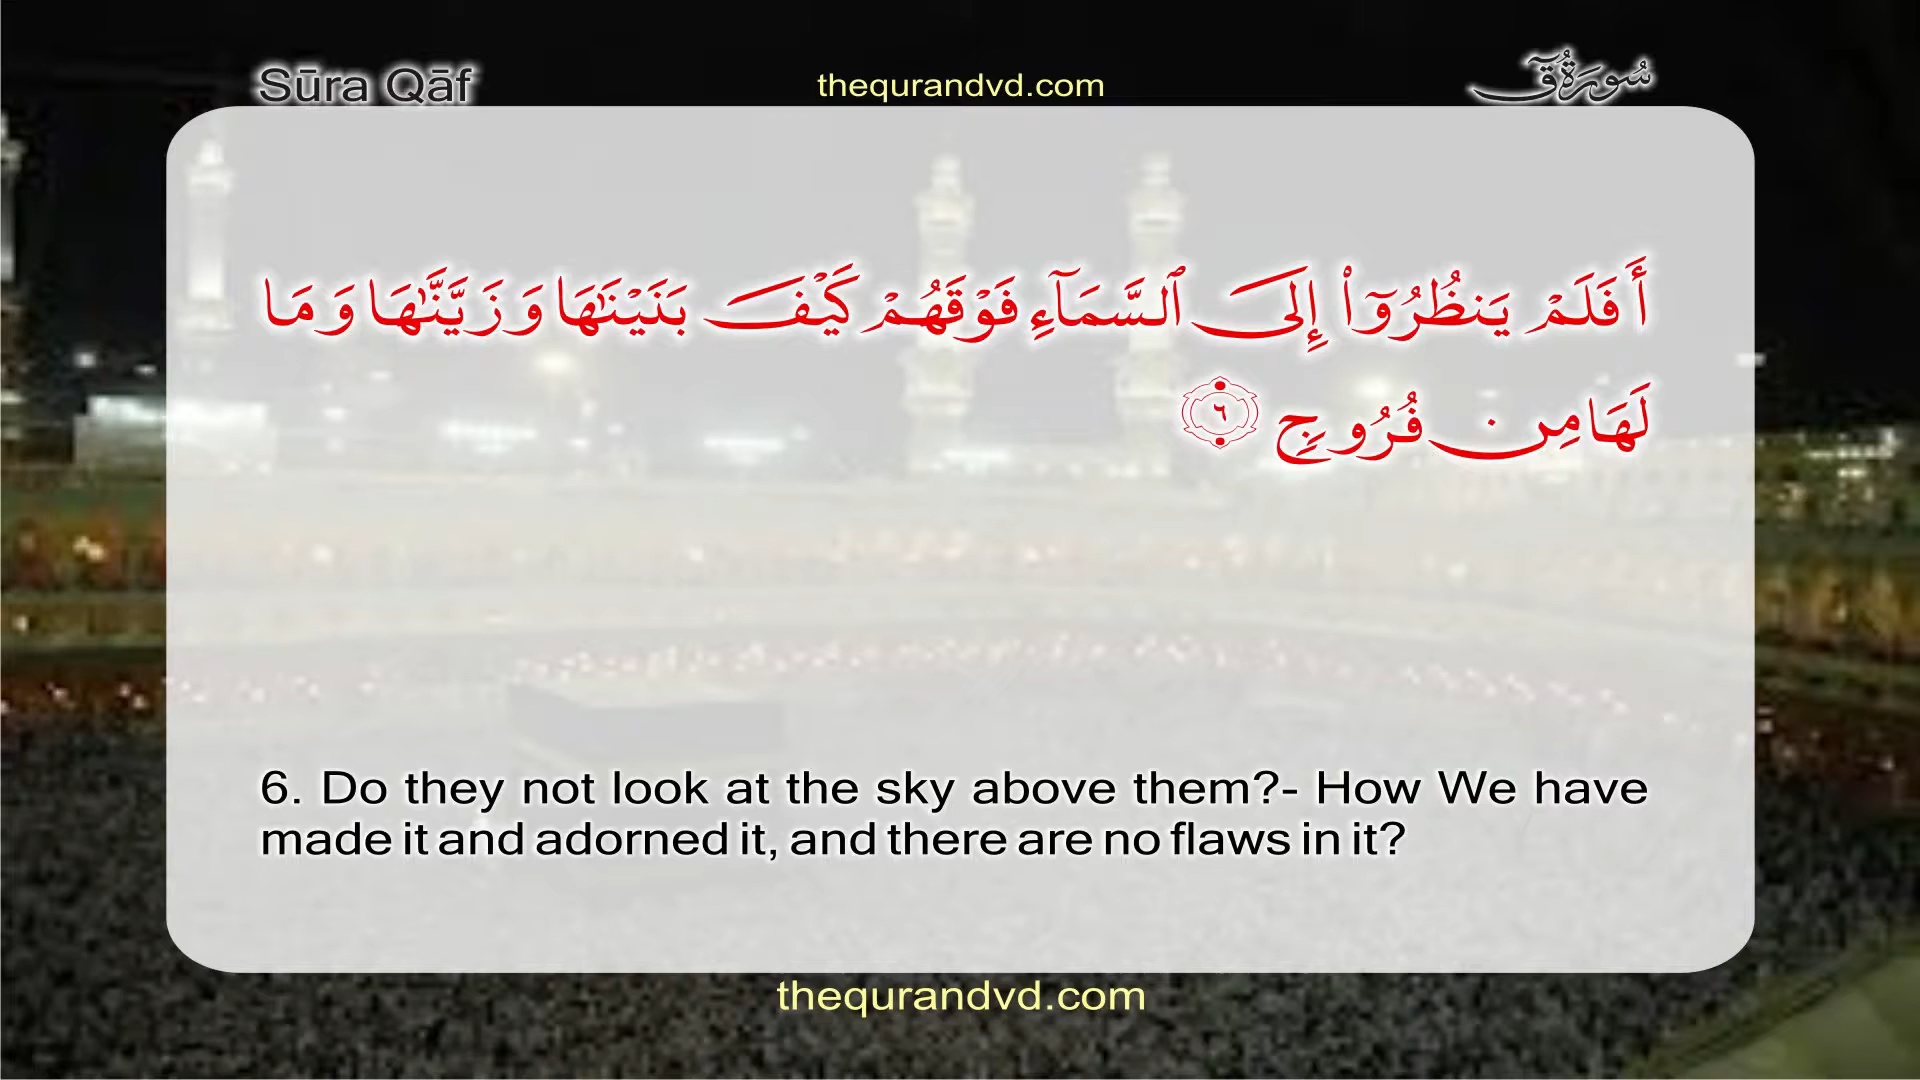 Sūra Qāf
thequrandvd.com
سُورَةُ قٓ
أَفَلَمْ يَنظُرُوٓا۟ إِلَى ٱلسَّمَآءِ فَوْقَهُمْ كَيْفَ بَنَيْنَٰهَا وَزَيَّنَّٰهَا وَمَا
لَهَا مِن فُرُوجٍ ٦
6. Do they not look at the sky above them?- How We have
made it and adorned it, and there are no flaws in it?
thequrandvd.com